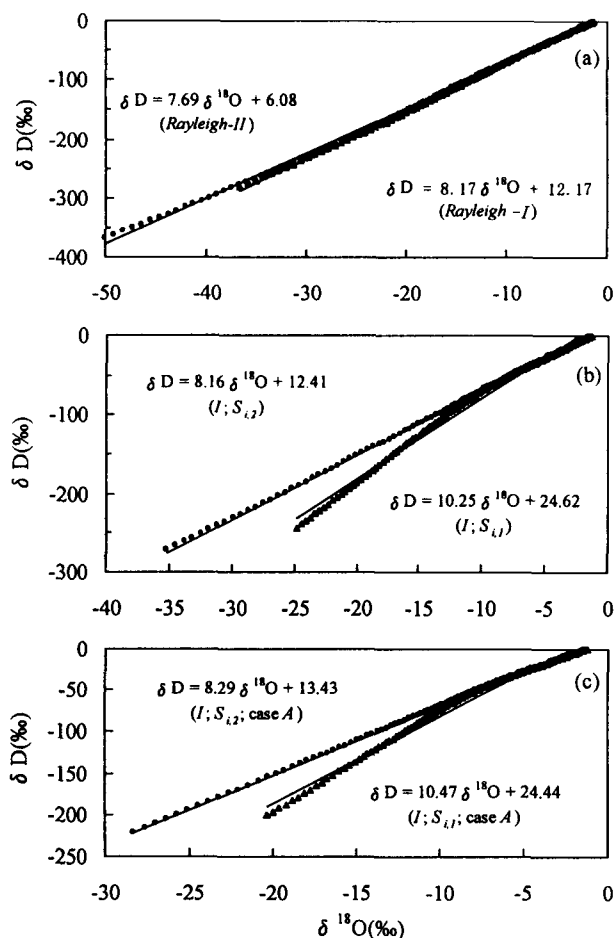 0
-100
-200
-300
-400
δ D(‰)
(a)
δ D = 7.69 δ ¹⁸O + 6.08
(Rayleigh-II)
δ D = 8.17 δ ¹⁸O + 12.17
(Rayleigh -I)
-50 -40 -30 -20 -10 0
0
-100
-200
-300
δ D(‰)
(b)
δ D = 8.16 δ ¹⁸O + 12.41
(I; Sᵢ,₂)
δ D = 10.25 δ ¹⁸O + 24.62
(I; Sᵢ,₁)
-40 -35 -30 -25 -20 -15 -10 -5 0
0
-50
-100
-150
-200
-250
δ D(‰)
(c)
δ D = 8.29 δ ¹⁸O + 13.43
(I; Sᵢ,₂; case A)
δ D = 10.47 δ ¹⁸O + 24.44
(I; Sᵢ,₁; case A)
-30 -25 -20 -15 -10 -5 0
δ ¹⁸O(‰)